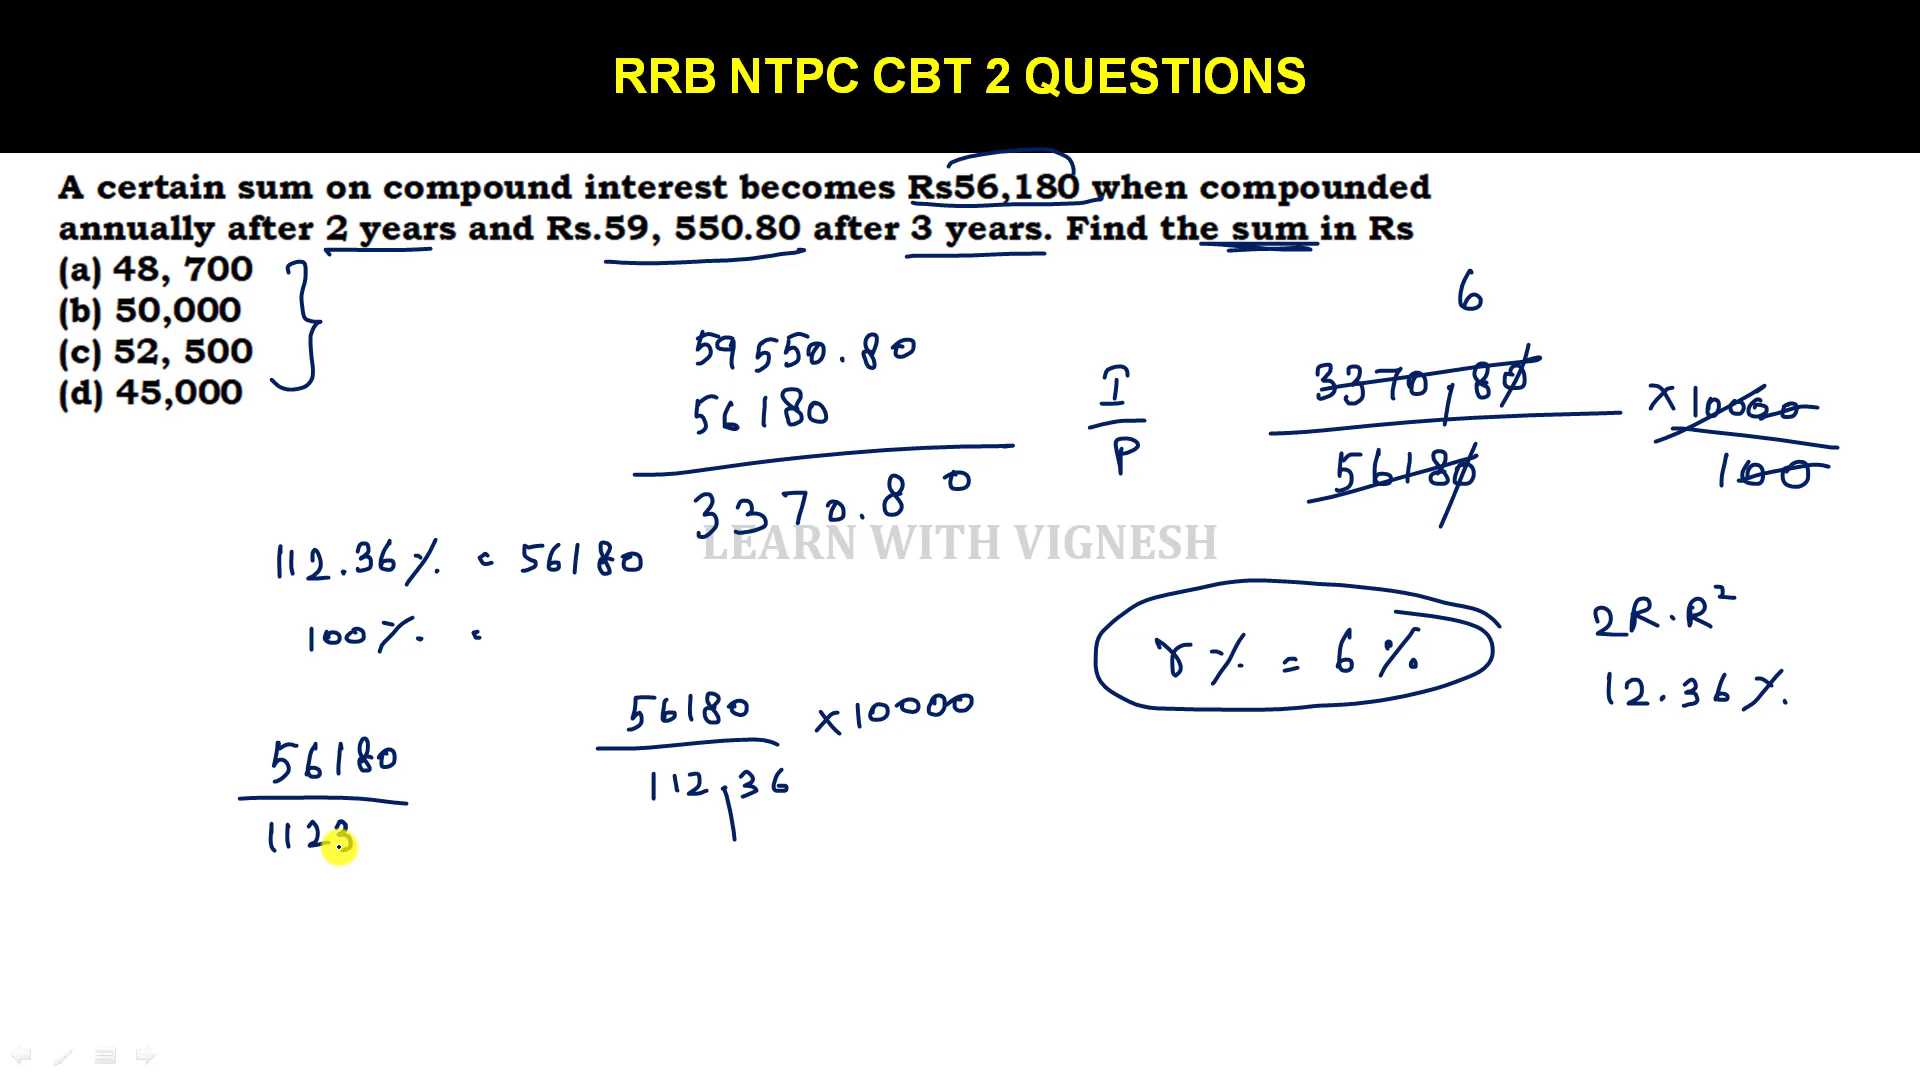 RRB NTPC CBT 2 QUESTIONS
A certain sum on compound interest becomes Rs56,180 when compounded
annually after 2 years and Rs.59, 550.80 after 3 years. Find the sum in Rs
(a) 48, 700
(b) 50,000
(c) 52, 500
(d) 45,000
6
59550.80
56180
3370.80
I
P
3370.80
56180
×10000
100
LEARN WITH VIGNESH
112.36% = 56180
100% =
r% = 6%
2R.R²
12.36%.
56180
112.36
×10000
56180
1123